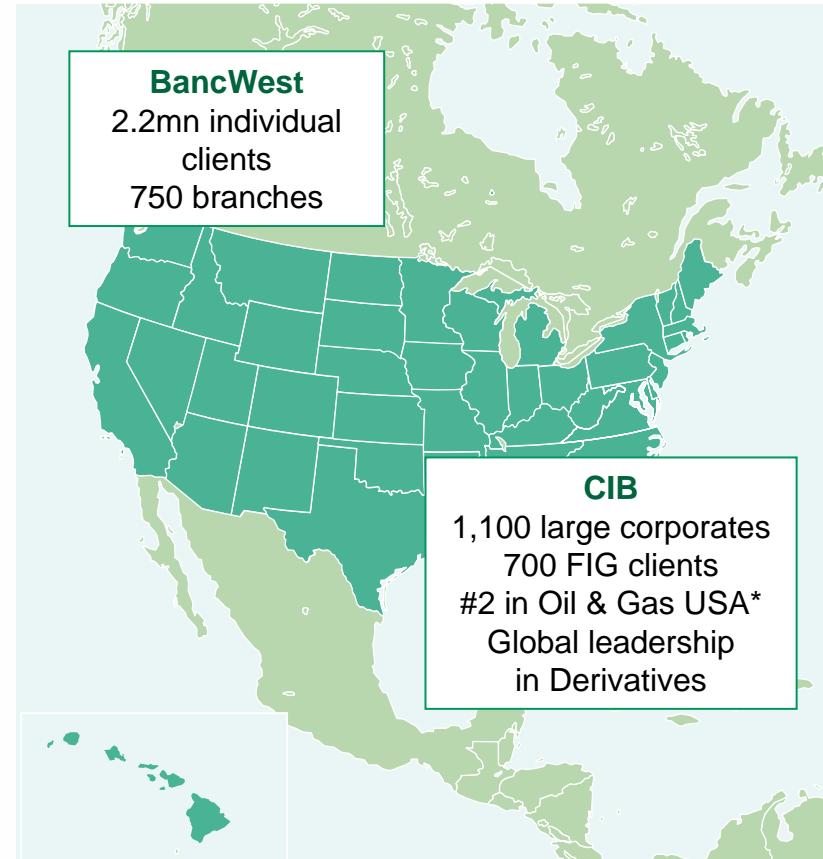 BancWest
2.2mn individual
clients
750 branches
CIB
1,100 large corporates
700 FIG clients
#2 in Oil & Gas USA*
Global leadership
in Derivatives